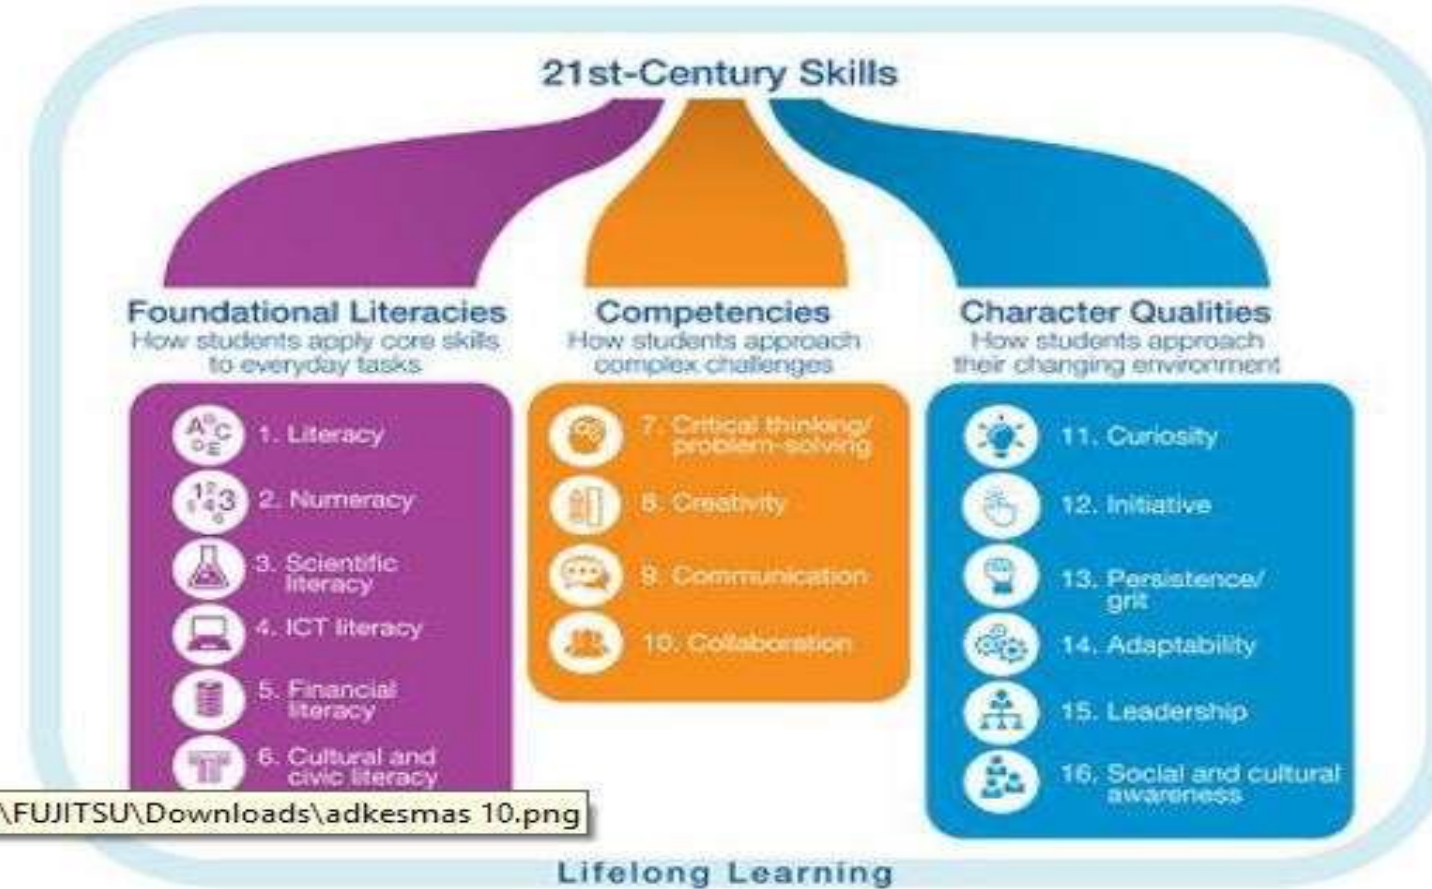 21st-Century Skills
Foundational Literacies
How students apply core skills
to everyday tasks
1. Literacy
2. Numeracy
3. Scientific
literacy
4. ICT literacy
5. Financial
literacy
6. Cultural and
civic literacy
Competencies
How students approach
complex challenges
7. Critical thinking/
problem-solving
8. Creativity
9. Communication
10. Collaboration
Character Qualities
How students approach
their changing environment
11. Curiosity
12. Initiative
13. Persistence/
grit
14. Adaptability
15. Leadership
16. Social and cultural
awareness
\FUJITSU\Downloads\adkesmas 10.png
Lifelong Learning